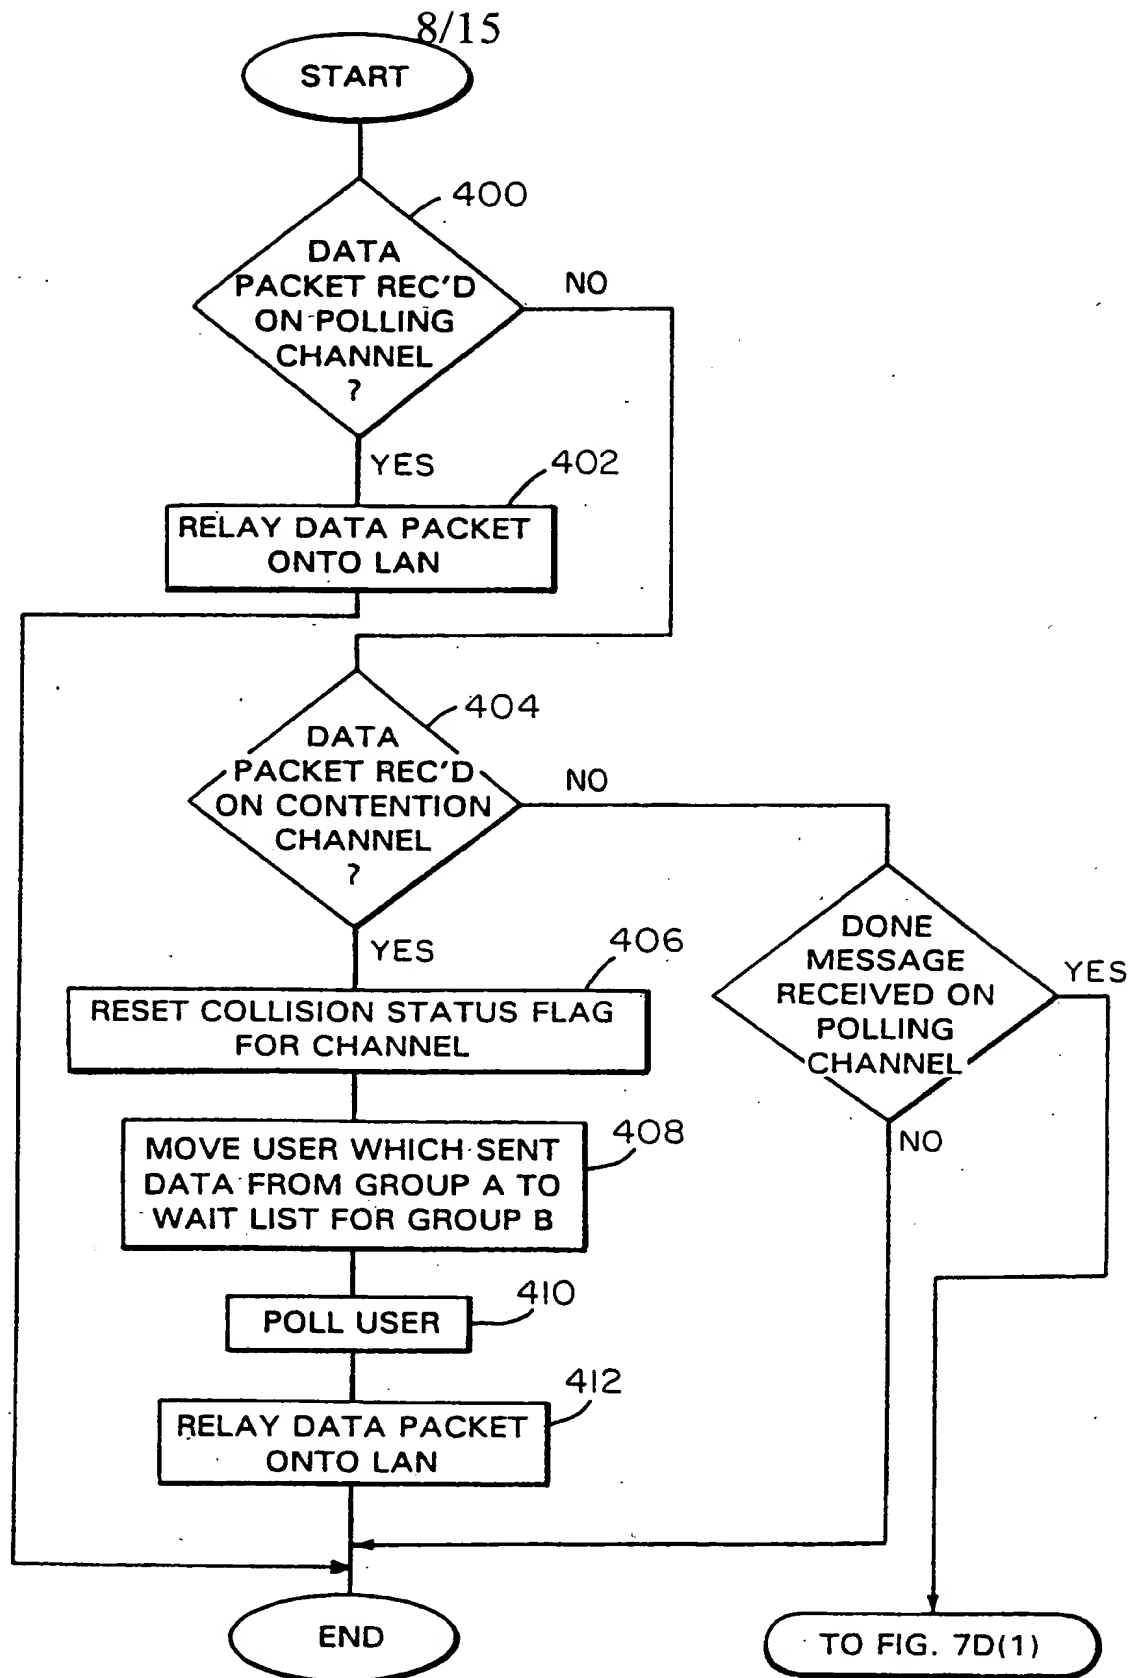 8/15
START
400
DATA
PACKET REC'D
ON POLLING
CHANNEL
?
NO
YES
402
RELAY DATA PACKET
ONTO LAN
404
DATA
PACKET REC'D
ON CONTENTION
CHANNEL
?
NO
YES
DONE
MESSAGE
RECEIVED ON
POLLING
CHANNEL
YES
NO
406
RESET COLLISION STATUS FLAG
FOR CHANNEL
408
MOVE USER WHICH SENT
DATA FROM GROUP A TO
WAIT LIST FOR GROUP B
410
POLL USER
412
RELAY DATA PACKET
ONTO LAN
END
TO FIG. 7D(1)